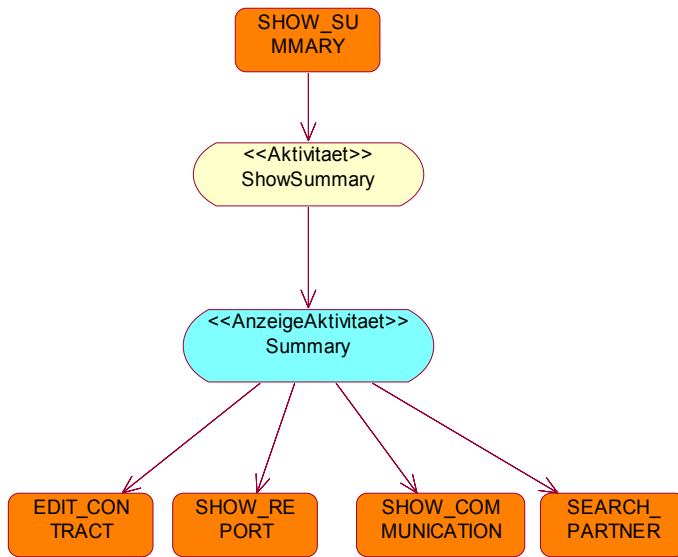 SHOW_SU
MMARY
<<Aktivitaet>>
ShowSummary
<<AnzeigeAktivitaet>>
Summary
EDIT_CON
TRACT
SHOW_RE
PORT
SHOW_COM
MUNICATION
SEARCH_
PARTNER